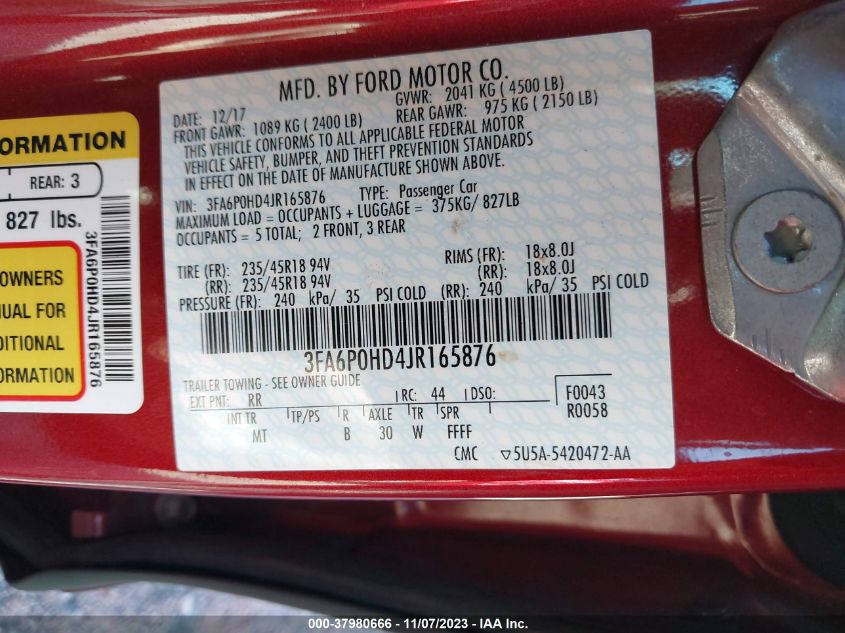 ORMATION
REAR: 3
827 lbs.
OWNERS
NUAL FOR
DITIONAL
FORMATION
3FA6P0HD4JR165876
MFD. BY FORD MOTOR CO.
DATE: 12/17 GVWR: 2041 KG ( 4500 LB)
FRONT GAWR: 1089 KG ( 2400 LB) REAR GAWR: 975 KG ( 2150 LB)
THIS VEHICLE CONFORMS TO ALL APPLICABLE FEDERAL MOTOR
VEHICLE SAFETY, BUMPER, AND THEFT PREVENTION STANDARDS
IN EFFECT ON THE DATE OF MANUFACTURE SHOWN ABOVE.
VIN: 3FA6P0HD4JR165876 TYPE: Passenger Car
MAXIMUM LOAD = OCCUPANTS + LUGGAGE = 375KG/ 827LB
OCCUPANTS = 5 TOTAL; 2 FRONT, 3 REAR
TIRE (FR): 235/45R18 94V RIMS (FR): 18x8.0J
(RR): 235/45R18 94V (RR): 18x8.0J
PRESSURE (FR): 240 kPa/ 35 PSI COLD (RR): 240 kPa/ 35 PSI COLD
3FA6P0HD4JR165876
TRAILER TOWING - SEE OWNER GUIDE
EXT PNT: RR RC: 44 DSO: F0043
R0058
INT TR TP/PS R AXLE TR SPR
MT B 30 W FFFF
CMC ▽5U5A-5420472-AA
000-37980666 - 11/07/2023 - IAA Inc.